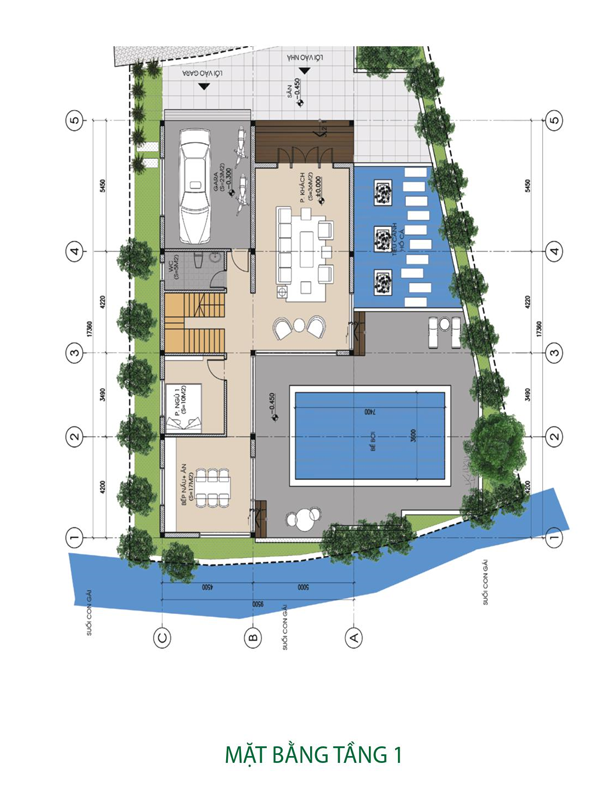 LỐI VÀO GARA
LỐI VÀO NHÀ
SÂN
-0.450
5
5
GARA
(S=23M2)
-0.300
P. KHÁCH
(S=36M2)
±0.000
5450
5450
TIỂU CẢNH
HỒ CÁ
4
4
WC
(S=5M2)
4220
4220
17360
17360
3
3
P. NGỦ 1
(S=10M2)
-0.450
3490
3490
7400
3600
BỂ BƠI
2
2
BẾP NẤU+ ĂN
(S=17M2)
4200
4200
1
1
SUỐI CON GÁI
4500
5000
9500
SUỐI CON GÁI
SUỐI CON GÁI
C
B
A
MẶT BẰNG TẦNG 1